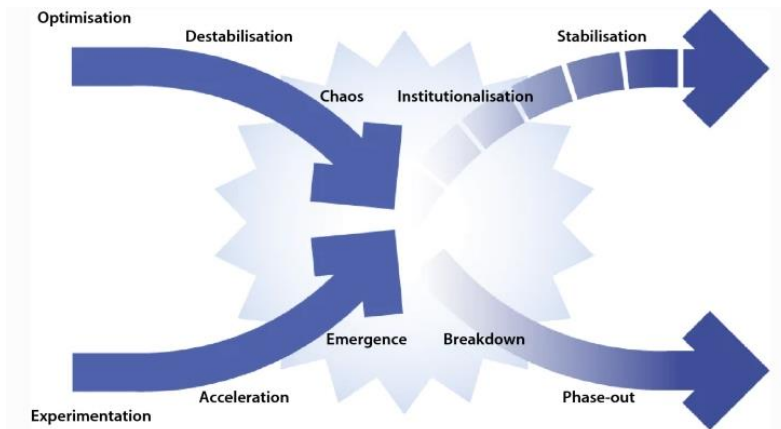 Optimisation
Destabilisation
Stabilisation
Chaos
Institutionalisation
Emergence
Breakdown
Acceleration
Phase-out
Experimentation